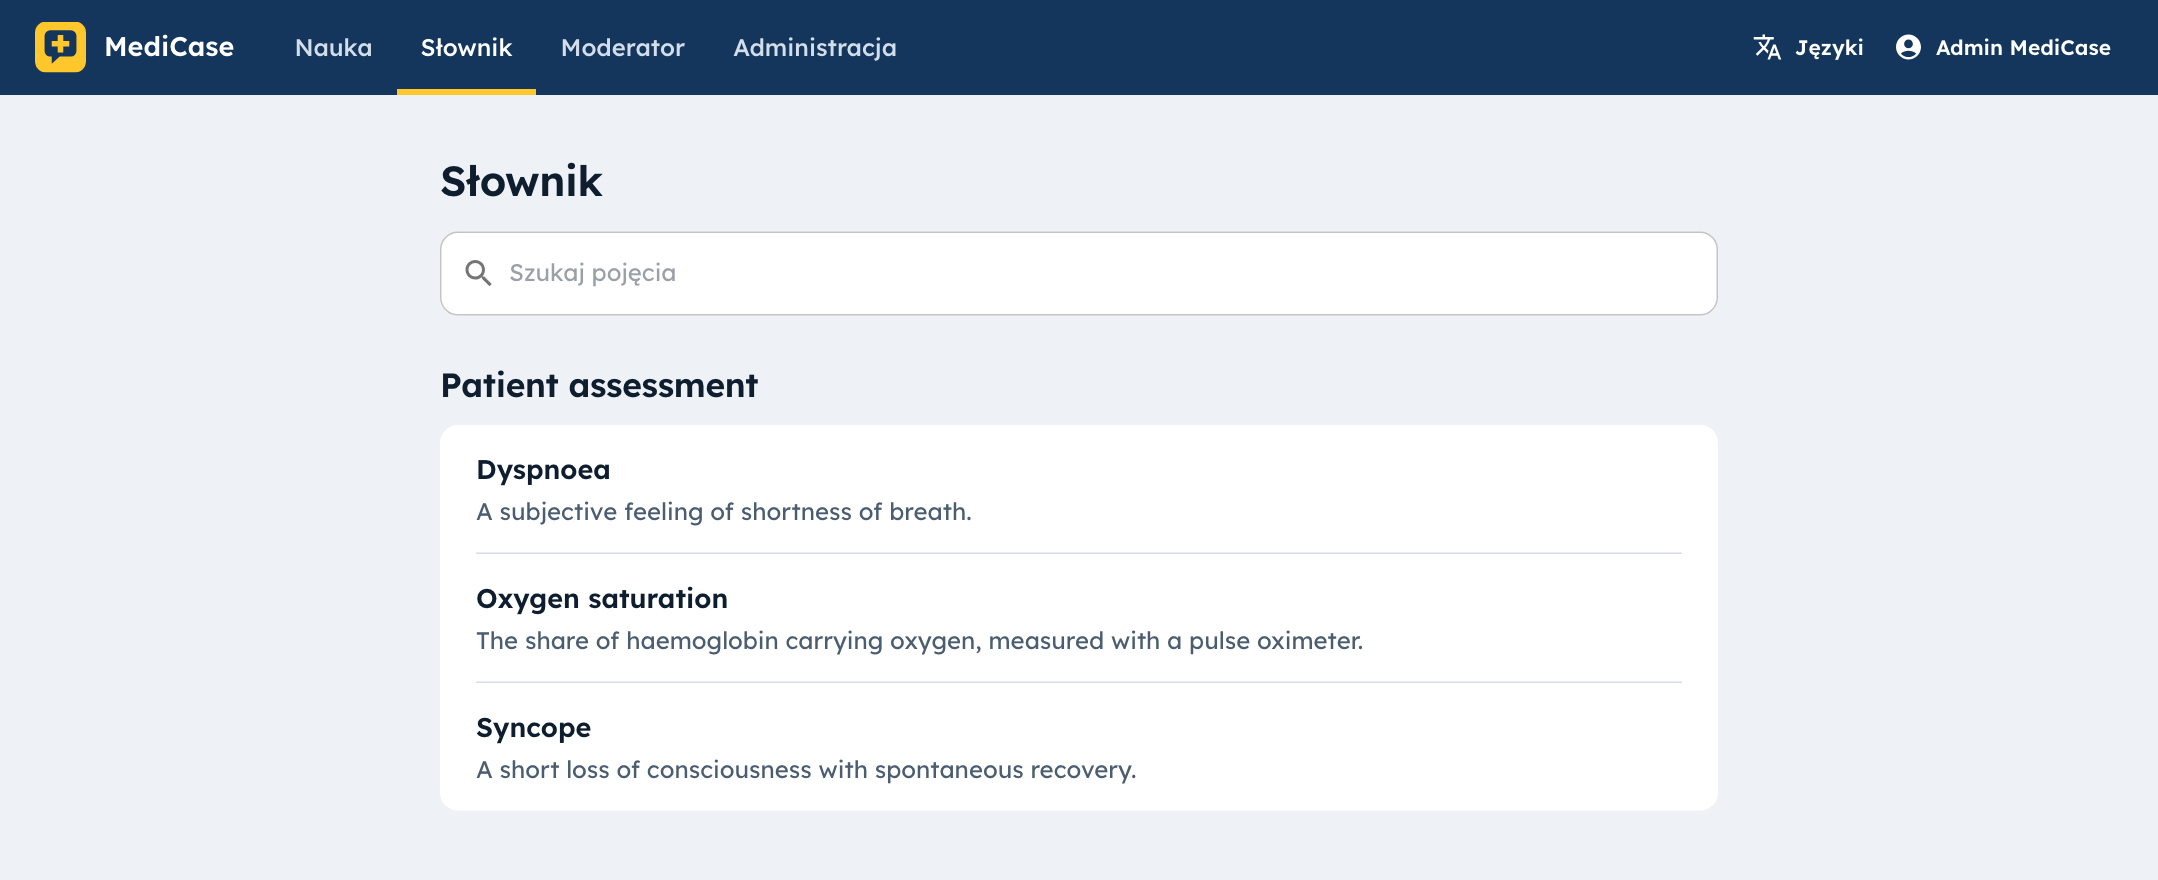 MediCase
Nauka
Słownik
Moderator
Administracja
Języki
Admin MediCase
Słownik
Szukaj pojęcia
Patient assessment
Dyspnoea
A subjective feeling of shortness of breath.
Oxygen saturation
The share of haemoglobin carrying oxygen, measured with a pulse oximeter.
Syncope
A short loss of consciousness with spontaneous recovery.